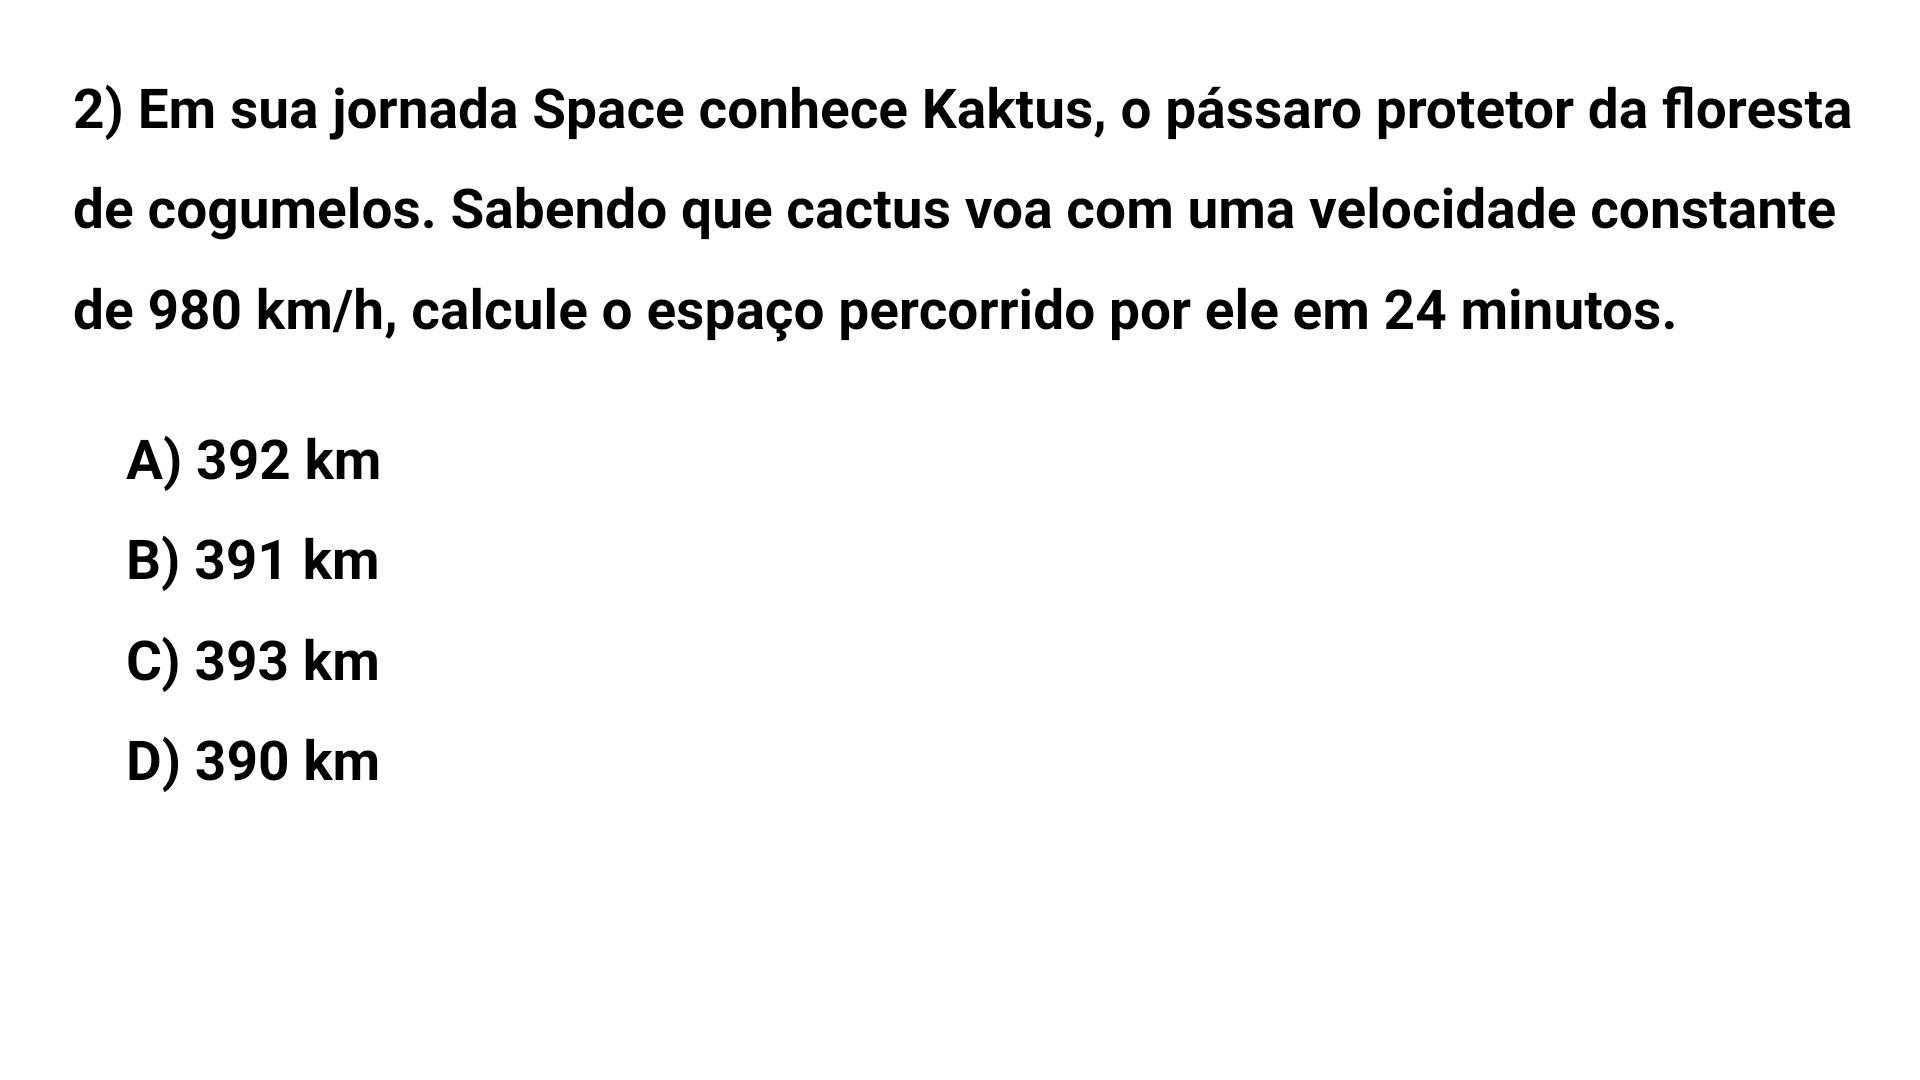 2) Em sua jornada Space conhece Kaktus, o pássaro protetor da floresta
de cogumelos. Sabendo que cactus voa com uma velocidade constante
de 980 km/h, calcule o espaço percorrido por ele em 24 minutos.
A) 392 km
B) 391 km
C) 393 km
D) 390 km